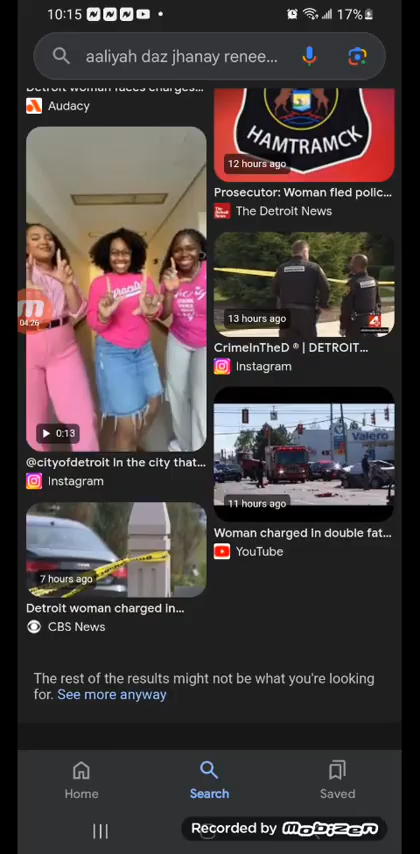 10:15
17%
aaliyah daz jhanay renee...
Detroit woman faces charges...
Audacy
HAMTRAMCK
12 hours ago
Prosecutor: Woman fled polic...
The Detroit News
13 hours ago
4
CrimeInTheD ® | DETROIT...
Instagram
04:26
0:13
@cityofdetroit In the city that...
Instagram
Valero
11 hours ago
Woman charged in double fat...
YouTube
7 hours ago
Detroit woman charged in...
CBS News
The rest of the results might not be what you're looking
for. See more anyway
Home
Search
Saved
Recorded by mobizen